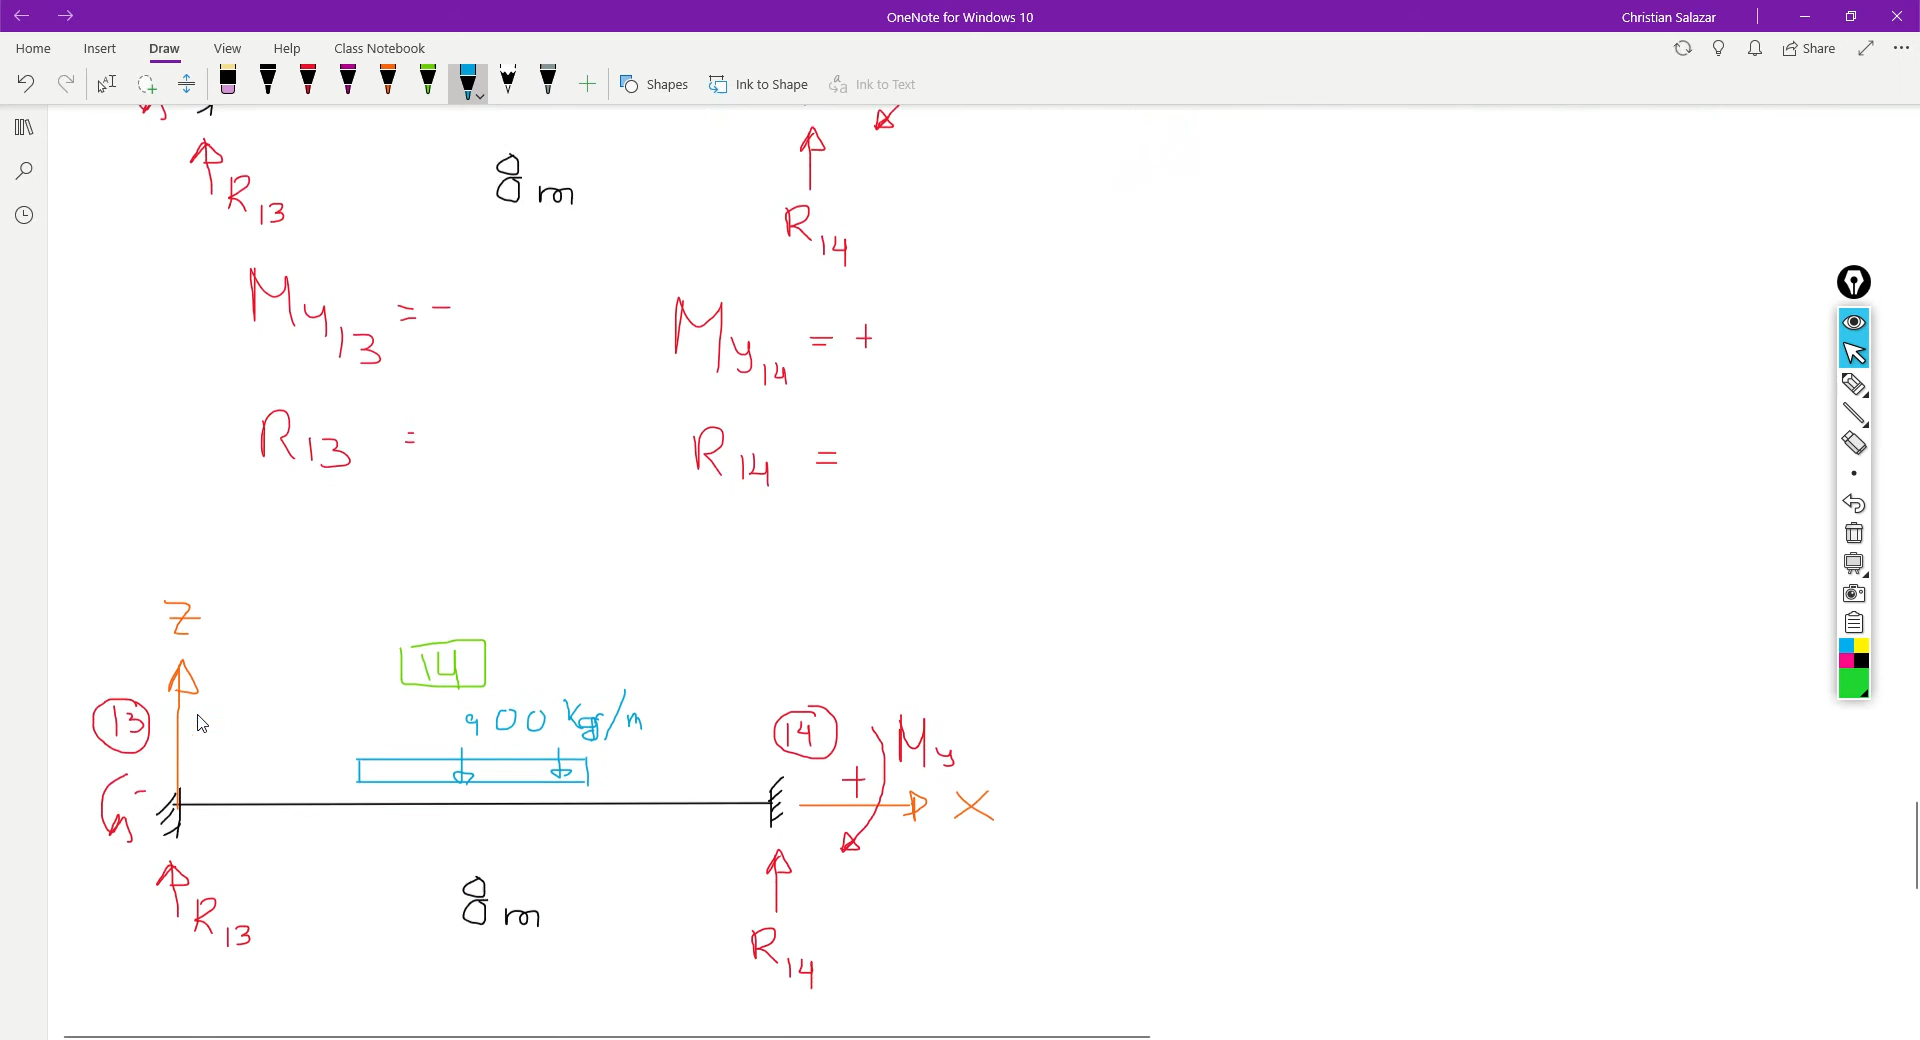 OneNote for Windows 10
Christian Salazar
Home Insert Draw View Help Class Notebook
Share
Shapes Ink to Shape Ink to Text
R13
8 m
R14
My13 = -
My14 = +
R13 =
R14 =
Z
14
13
900 Kgf/m
14
My
-
+
X
R13
8 m
R14